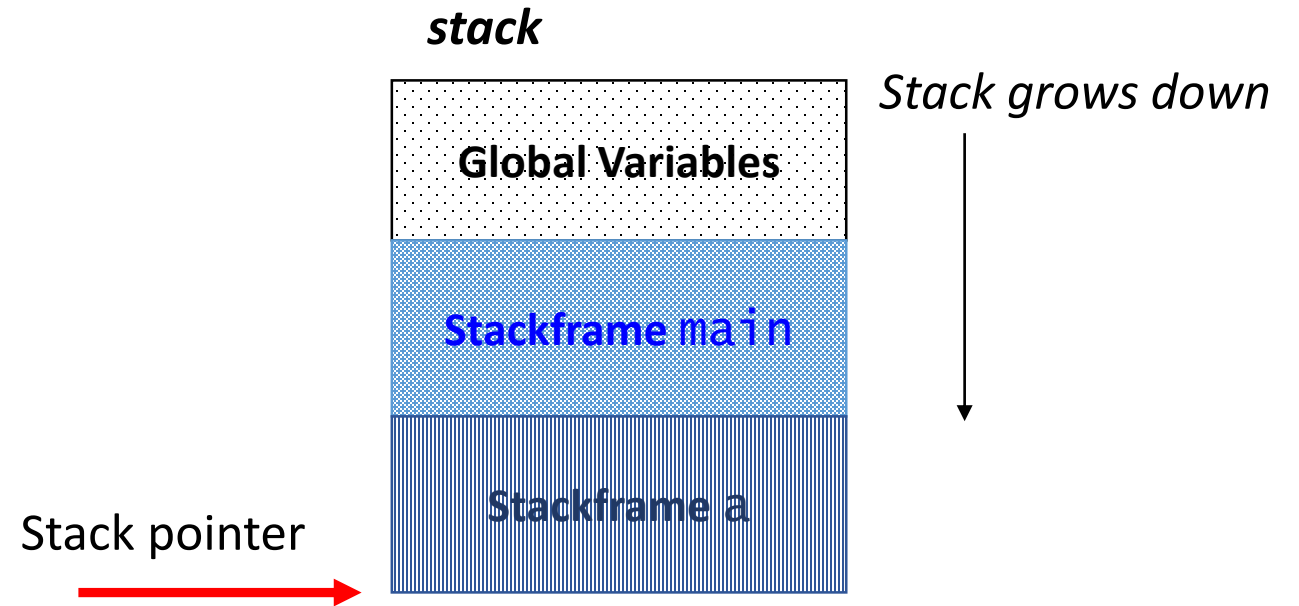 stack
Stack grows down
Global Variables
Stackframe main
Stackframe a
Stack pointer